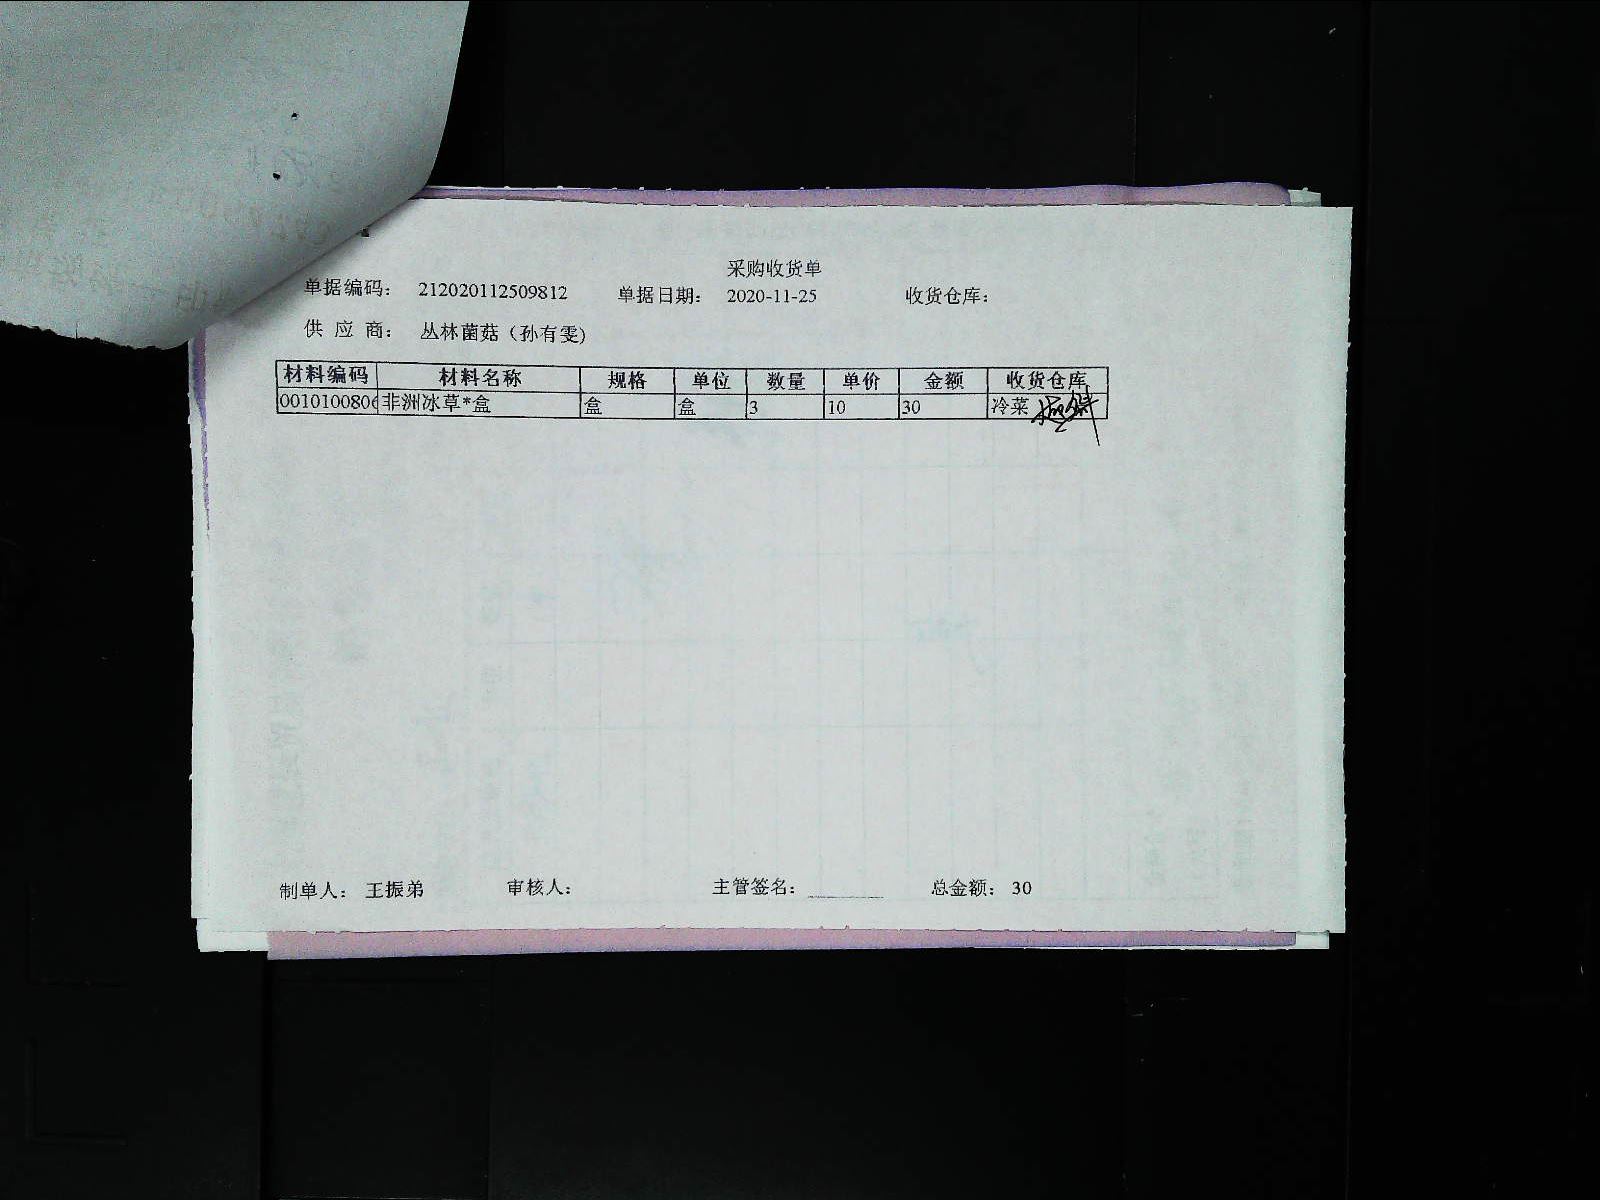 采购收货单
单据编码： 212020112509812 单据日期： 2020-11-25 收货仓库：
供 应 商： 丛林菌菇（孙有雯）
材料编码 材料名称 规格 单位 数量 单价 金额 收货仓库
0010100806 非洲冰草*盒 盒 盒 3 10 30 冷菜
制单人： 王振弟 审核人： 主管签名： ________ 总金额： 30